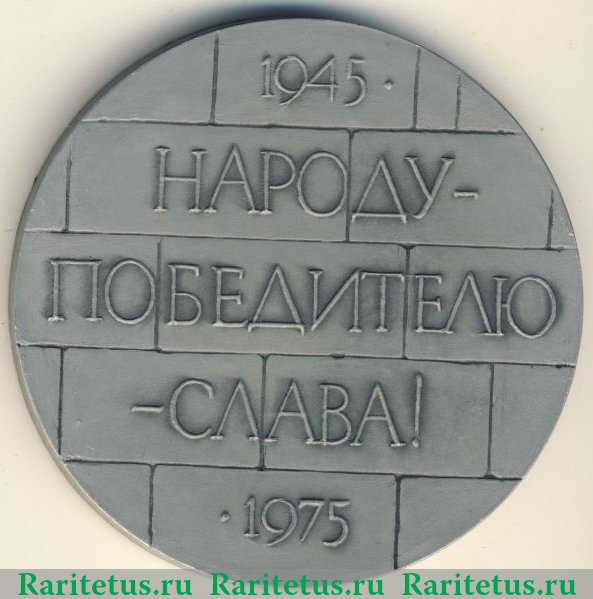 1945 ·
НАРОДУ-
ПОБЕДИТЕЛЮ
-СЛАВА!
· 1975
Raritetus.ru Raritetus.ru Raritetus.ru